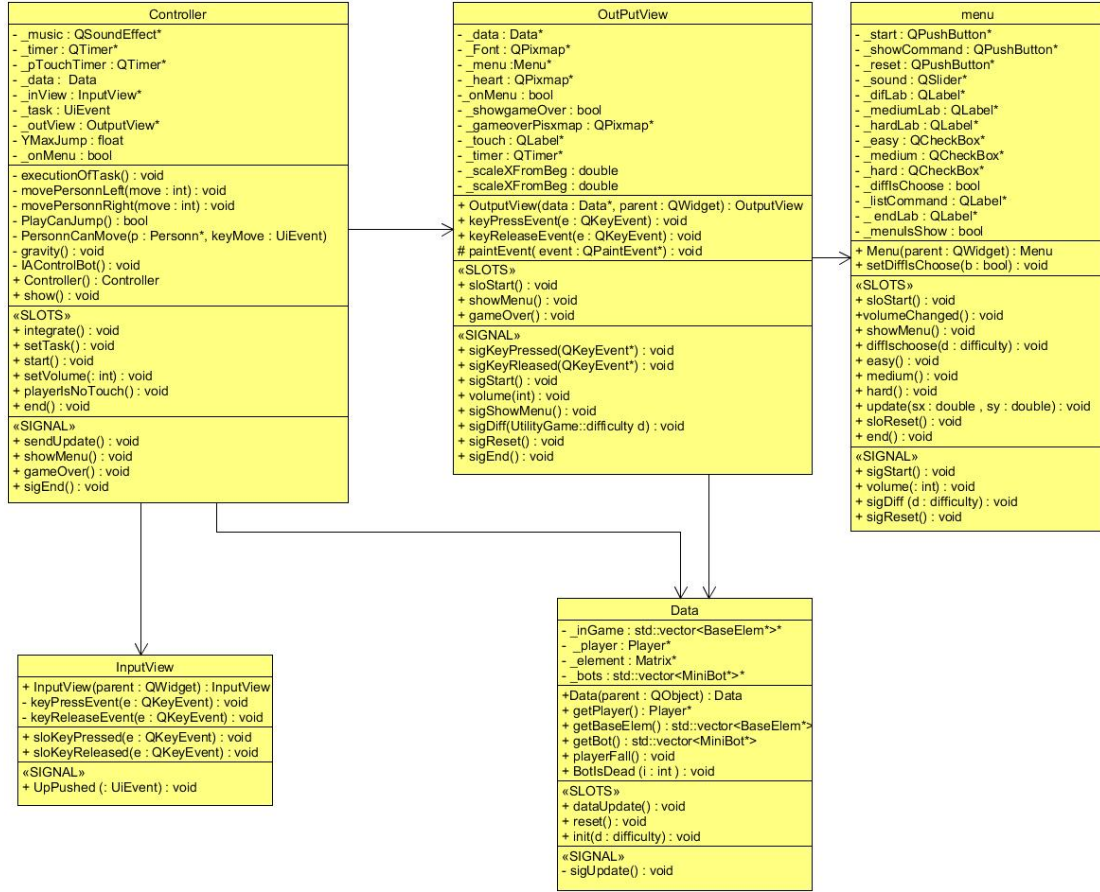 Controller
- _music : QSoundEffect*
- _timer : QTimer*
- _pTouchTimer : QTimer*
- _data :  Data
- _inView : InputView*
- _task : UiEvent
- _outView : OutputView*
- YMaxJump : float
- _onMenu : bool
- executionOfTask() : void
- movePersonnLeft(move : int) : void
- movePersonnRight(move : int) : void
- PlayCanJump() : bool
- PersonnCanMove(p : Personn*, keyMove : UiEvent)
- gravity() : void
- IAControlBot() : void
+ Controller() : Controller
+ show() : void
«SLOTS»
+ integrate() : void
+ setTask() : void
+ start() : void
+ setVolume(: int) : void
+ playerIsNoTouch() : void
+ end() : void
«SIGNAL»
+ sendUpdate() : void
+ showMenu() : void
+ gameOver() : void
+ sigEnd() : void
OutPutView
- _data : Data*
- _Font : QPixmap*
- _menu :Menu*
- _heart : QPixmap*
-_onMenu : bool
- _showgameOver : bool
- _gameoverPisxmap : QPixmap*
- _touch : QLabel*
- _timer : QTimer*
- _scaleXFromBeg : double
- _scaleXFromBeg : double
+ OutputView(data : Data*, parent : QWidget) : OutputView
+ keyPressEvent(e : QKeyEvent) : void
+ keyReleaseEvent(e : QKeyEvent) : void
# paintEvent( event : QPaintEvent*) : void
«SLOTS»
+ sloStart() : void
+ showMenu() : void
+ gameOver() : void
«SIGNAL»
+ sigKeyPressed(QKeyEvent*) : void
+ sigKeyRleased(QKeyEvent*) : void
+ sigStart() : void
+ volume(int) : void
+ sigShowMenu() : void
+ sigDiff(UtilityGame::difficulty d) : void
+ sigReset() : void
+ sigEnd() : void
menu
- _start : QPushButton*
- _showCommand : QPushButton*
- _reset : QPushButton*
- _sound : QSlider*
- _difLab : QLabel*
- _mediumLab : QLabel*
- _hardLab : QLabel*
- _easy : QCheckBox*
- _medium : QCheckBox*
- _hard : QCheckBox*
- _diffIsChoose : bool
- _listCommand : QLabel*
- _ endLab : QLabel*
- _menuIsShow : bool
+ Menu(parent : QWidget) : Menu
+ setDiffIsChoose(b : bool) : void
«SLOTS»
+ sloStart() : void
+volumeChanged() : void
+ showMenu() : void
+ diffIschoose(d : difficulty) : void
+ easy() : void
+ medium() : void
+ hard() : void
+ update(sx : double , sy : double) : void
+ sloReset() : void
+ end() : void
«SIGNAL»
+ sigStart() : void
+ volume(: int) : void
+ sigDiff (d : difficulty) : void
+ sigReset() : void
InputView
+ InputView(parent : QWidget) : InputView
- keyPressEvent(e : QKeyEvent) : void
- keyReleaseEvent(e : QKeyEvent) : void
+ sloKeyPressed(e : QKeyEvent) : void
+ sloKeyReleased(e : QKeyEvent) : void
«SIGNAL»
+ UpPushed (: UiEvent) : void
Data
- _inGame : std::vector<BaseElem*>*
- _player : Player*
- _element : Matrix*
- _bots : std::vector<MiniBot*>*
+Data(parent : QObject) : Data
+ getPlayer() : Player*
+ getBaseElem() : std::vector<BaseElem*>
+ getBot() : std::vector<MiniBot*>
+ playerFall() : void
+ BotIsDead (i : int ) : void
«SLOTS»
+ dataUpdate() : void
+ reset() : void
+ init(d : difficulty) : void
«SIGNAL»
- sigUpdate() : void